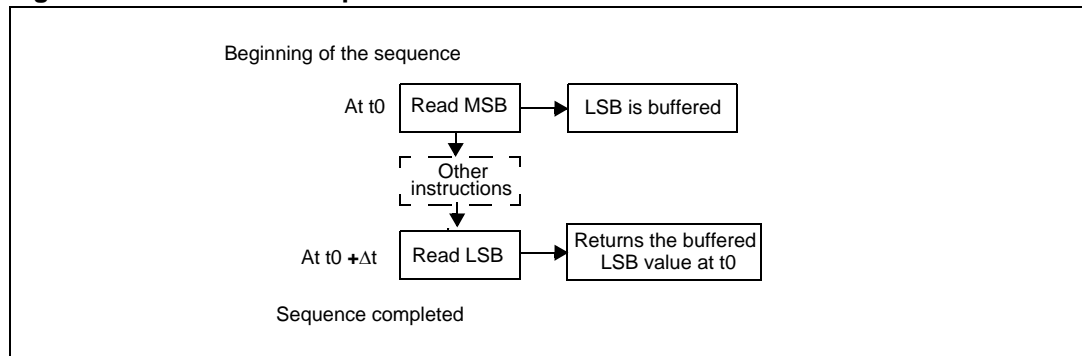 Beginning of the sequence
At t0
Read MSB
LSB is buffered
Other
instructions
At t0 +Δt
Read LSB
Returns the buffered
LSB value at t0
Sequence completed